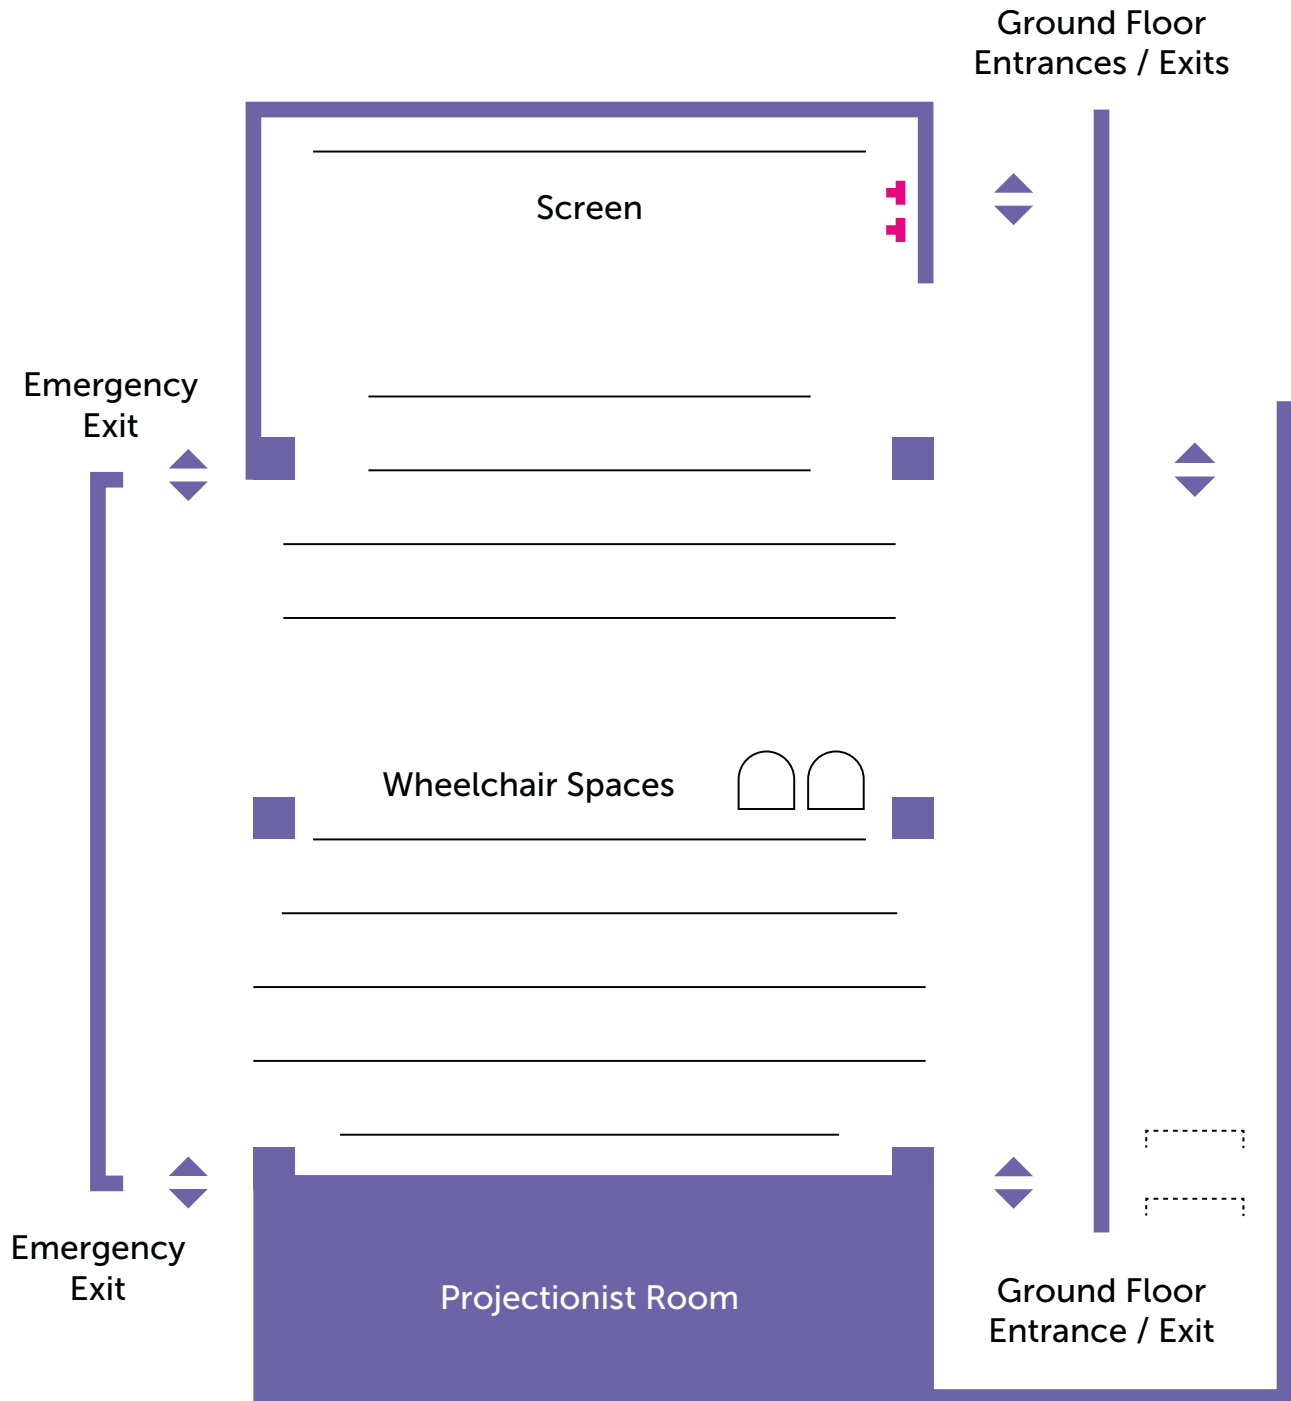 Ground Floor
Entrances / Exits
Screen
Emergency
Exit
Wheelchair Spaces
Emergency
Exit
Projectionist Room
Ground Floor
Entrance / Exit